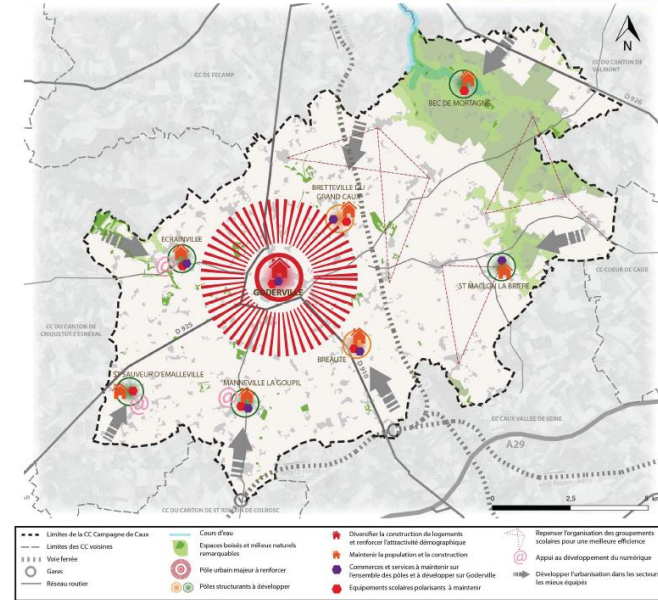 N
CC DU CANTON DE
VALMONT
CC DE FECAMP
D 926
BEC DE MORTAGNE
BRETTEVILLE DU
GRAND CAUX
ECRAINVILLE
@
GODERVILLE
ST MACLOU LA BRIERE
CC COEUR DE CAUX
CC DU CANTON DE
CRIQUETOT L'ESNEVAL
D 925
BREAUTE
D 910
ST SAUVEUR D'EMALLEVILLE
MANNEVILLE LA GOUPIL
@
@
CC CAUX VALLEE DE SEINE
A29
CC DU CANTON DE ST ROMAIN DE COLBOSC
0
2,5
5
Limites de la CC Campagne de Caux
Limites des CC voisines
Voie ferrée
Gares
Réseau routier
Cours d'eau
Espaces boisés et milieux naturels
remarquables
Pôle urbain majeur à renforcer
Pôles structurants à développer
Diversifier la construction de logements
et renforcer l'attractivité démographique
Maintenir la population et la construction
Commerces et services à maintenir sur
l'ensemble des pôles et à développer sur Goderville
Equipements scolaires polarisants à maintenir
Repenser l'organisation des groupements
scolaires pour une meilleure efficience
@
Appui au développement du numérique
Développer l'urbanisation dans les secteurs
les mieux équipés